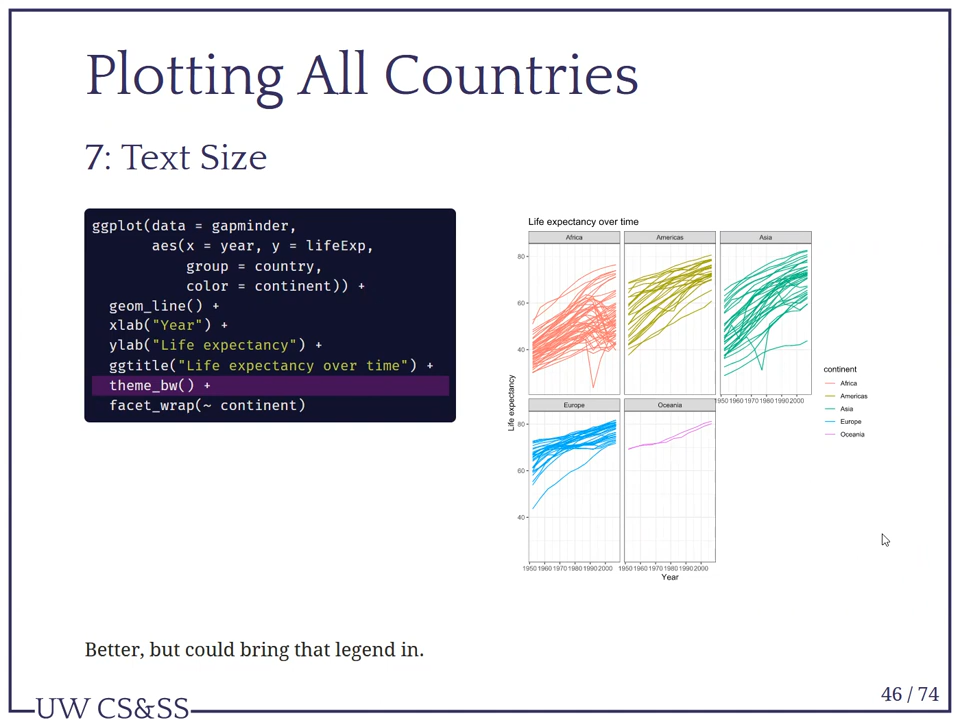 Plotting All Countries
7: Text Size
ggplot(data = gapminder,
aes(x = year, y = lifeExp,
group = country,
color = continent)) +
geom_line() +
xlab("Year") +
ylab("Life expectancy") +
ggtitle("Life expectancy over time") +
theme_bw() +
facet_wrap(~ continent)
Life expectancy over time
Africa
Americas
Asia
80
60
40
1950 1960 1970 1980 1990 2000
Europe
Oceania
80
60
40
1950 1960 1970 1980 1990 2000
1950 1960 1970 1980 1990 2000
Year
Life expectancy
continent
Africa
Americas
Asia
Europe
Oceania
Better, but could bring that legend in.
UW CS&SS
46 / 74